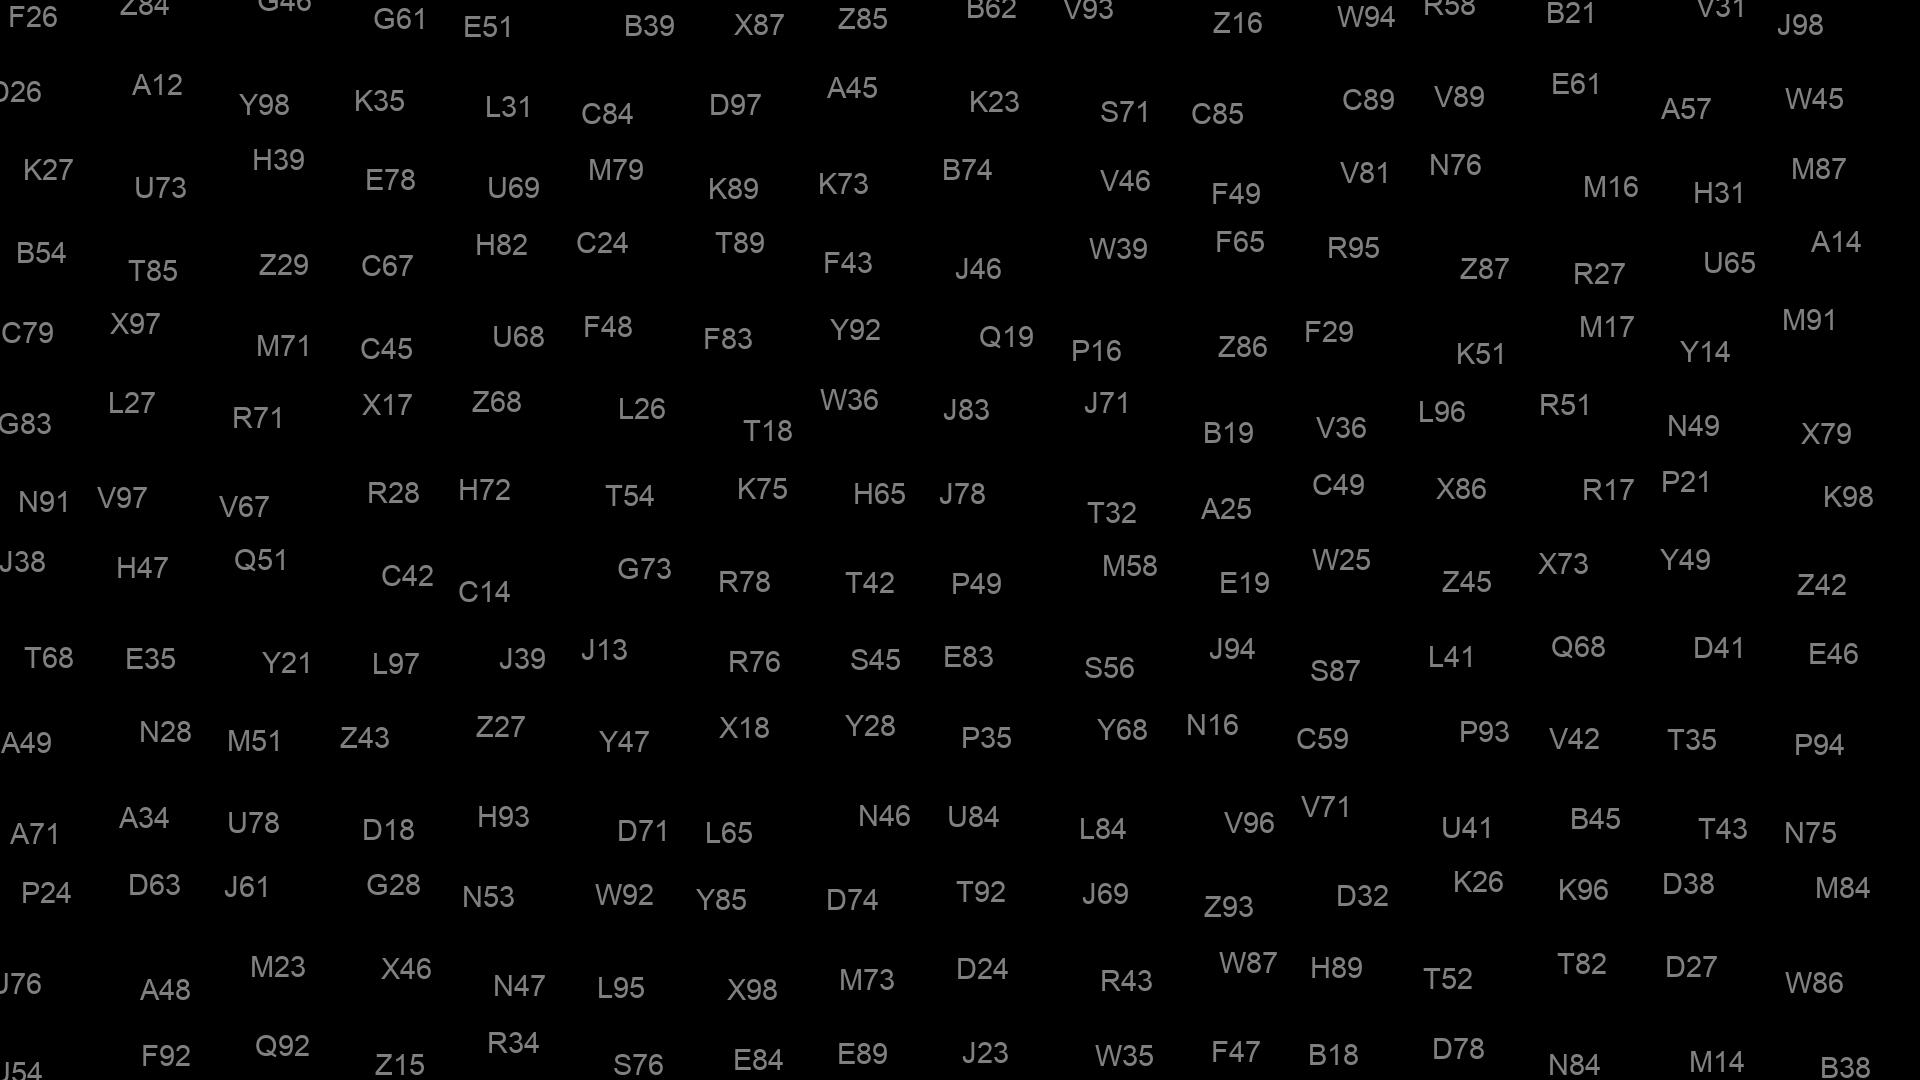 F26 Z84 G46 G61 E51 B39 X87 Z85 B62 V93 Z16 W94 R58 B21 V31 J98
D26 A12 Y98 K35 L31 C84 D97 A45 K23 S71 C85 C89 V89 E61 A57 W45
K27 U73 H39 E78 U69 M79 K89 K73 B74 V46 F49 V81 N76 M16 H31 M87
B54 T85 Z29 C67 H82 C24 T89 F43 J46 W39 F65 R95 Z87 R27 U65 A14
C79 X97 M71 C45 U68 F48 F83 Y92 Q19 P16 Z86 F29 K51 M17 Y14 M91
G83 L27 R71 X17 Z68 L26 T18 W36 J83 J71 B19 V36 L96 R51 N49 X79
N91 V97 V67 R28 H72 T54 K75 H65 J78 T32 A25 C49 X86 R17 P21 K98
J38 H47 Q51 C42 C14 G73 R78 T42 P49 M58 E19 W25 Z45 X73 Y49 Z42
T68 E35 Y21 L97 J39 J13 R76 S45 E83 S56 J94 S87 L41 Q68 D41 E46
A49 N28 M51 Z43 Z27 Y47 X18 Y28 P35 Y68 N16 C59 P93 V42 T35 P94
A71 A34 U78 D18 H93 D71 L65 N46 U84 L84 V96 V71 U41 B45 T43 N75
P24 D63 J61 G28 N53 W92 Y85 D74 T92 J69 Z93 D32 K26 K96 D38 M84
A48 M23 X46 N47 L95 X98 M73 D24 R43 W87 H89 T52 T82 D27 W86
F92 Q92 Z15 R34 S76 E84 E89 J23 W35 F47 B18 D78 N84 M14 B38